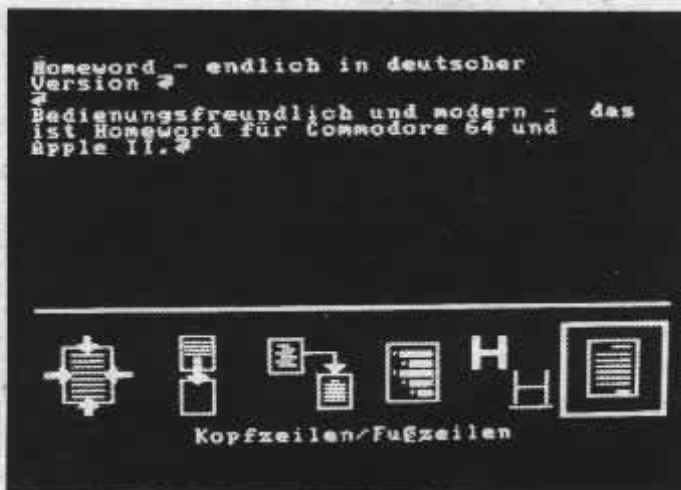 Homeword - endlich in deutscher
Version
Bedienungsfreundlich und modern - das
ist Homeword für Commodore 64 und
Apple II.
Kopfzeilen/Fußzeilen